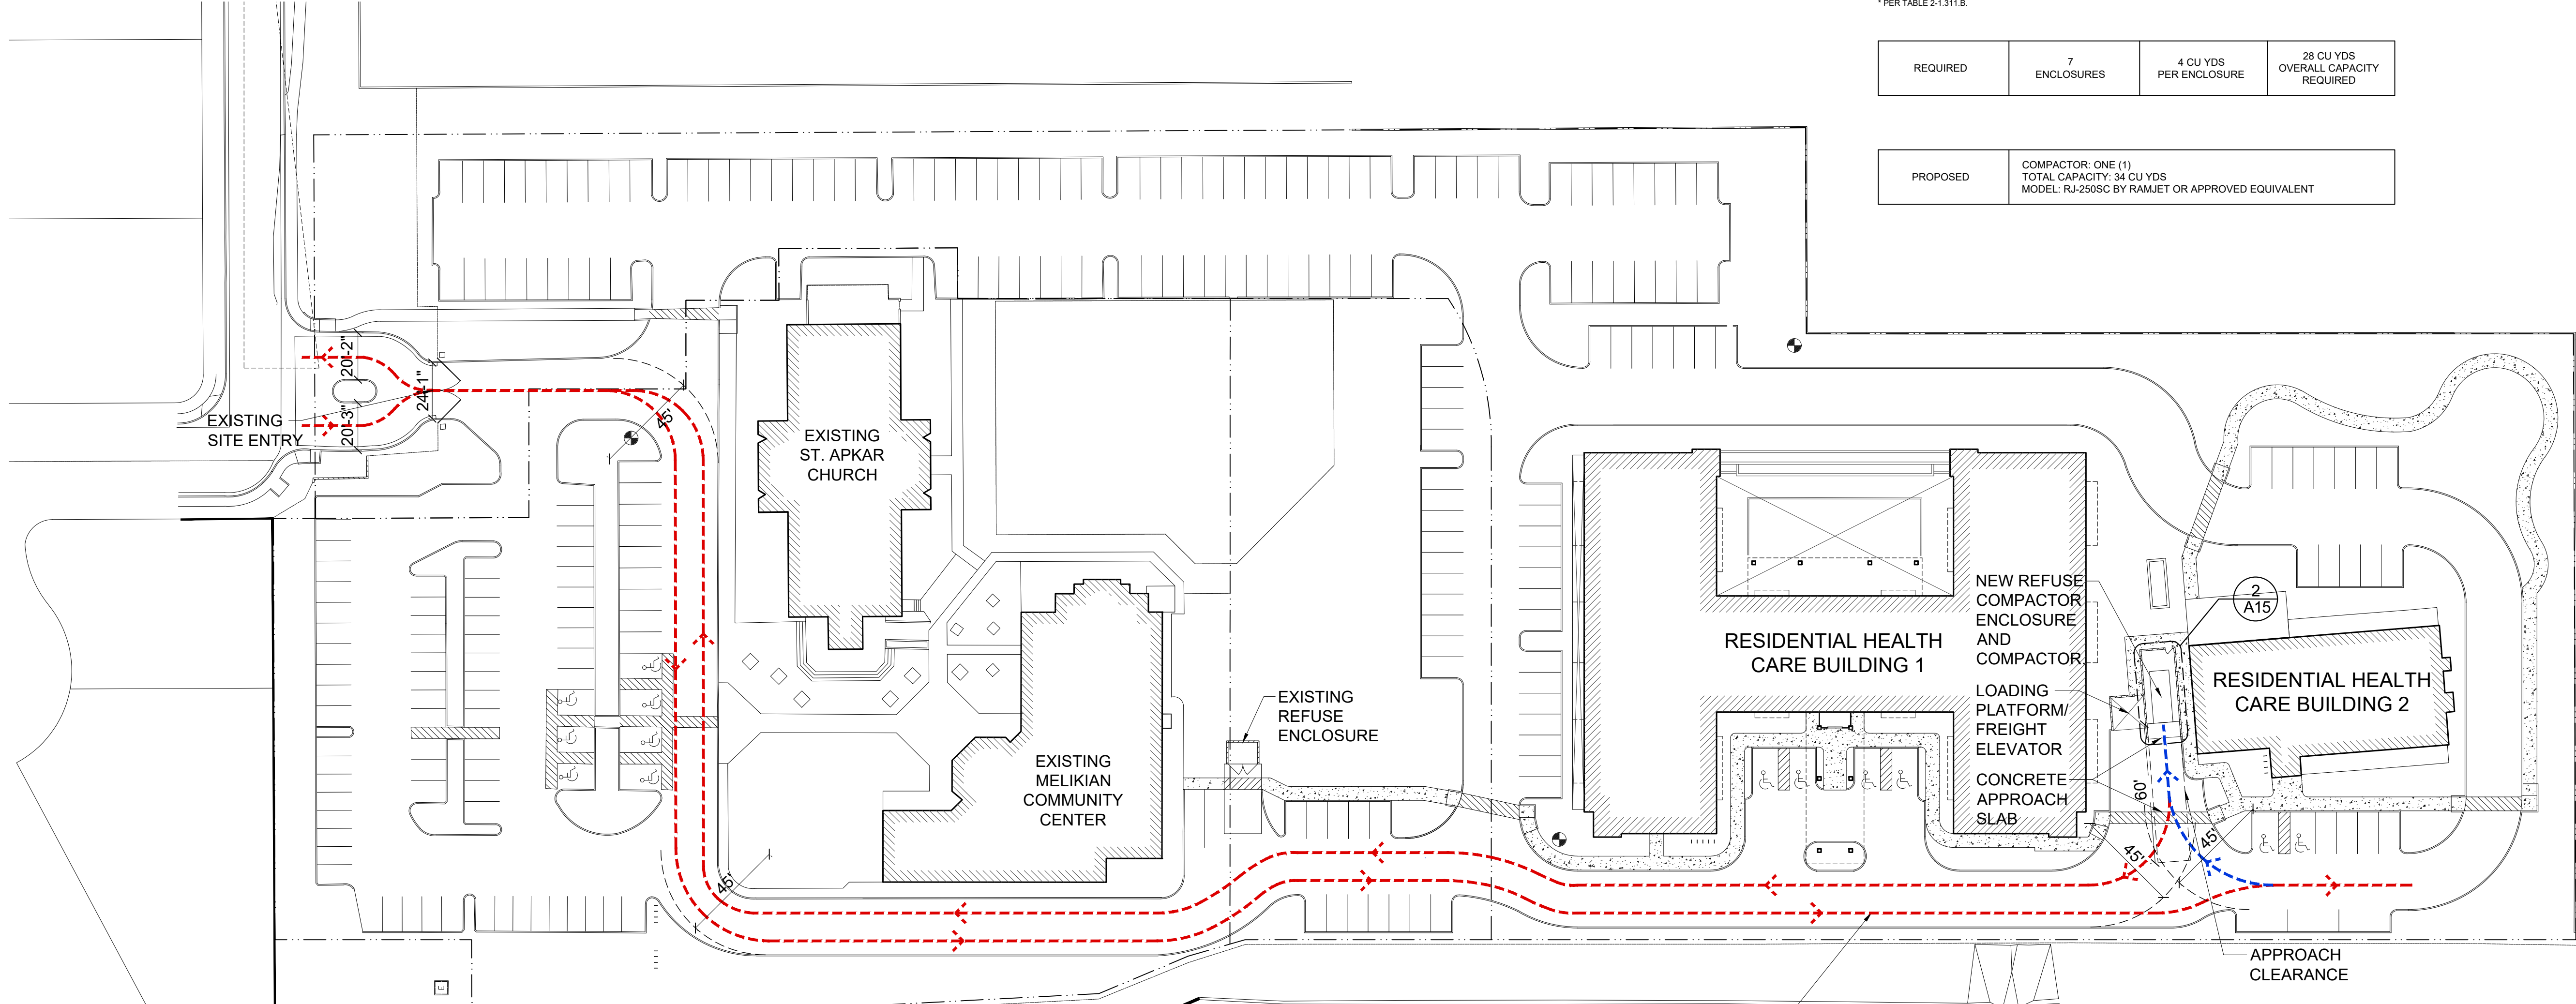 * PER TABLE 2-1.311.B.
REQUIRED
7
ENCLOSURES
4 CU YDS
PER ENCLOSURE
28 CU YDS
OVERALL CAPACITY
REQUIRED
PROPOSED
COMPACTOR: ONE (1)
TOTAL CAPACITY: 34 CU YDS
MODEL: RJ-250SC BY RAMJET OR APPROVED EQUIVALENT
20'-2"
24'-1"
20'-3"
EXISTING
SITE ENTRY
45'
EXISTING
ST. APKAR
CHURCH
EXISTING
MELIKIAN
COMMUNITY
CENTER
45'
EXISTING
REFUSE
ENCLOSURE
RESIDENTIAL HEALTH
CARE BUILDING 1
NEW REFUSE
COMPACTOR
ENCLOSURE
AND
COMPACTOR
LOADING
PLATFORM/
FREIGHT
ELEVATOR
CONCRETE
APPROACH
SLAB
2
A15
RESIDENTIAL HEALTH
CARE BUILDING 2
60'
45'
45'
APPROACH
CLEARANCE
E